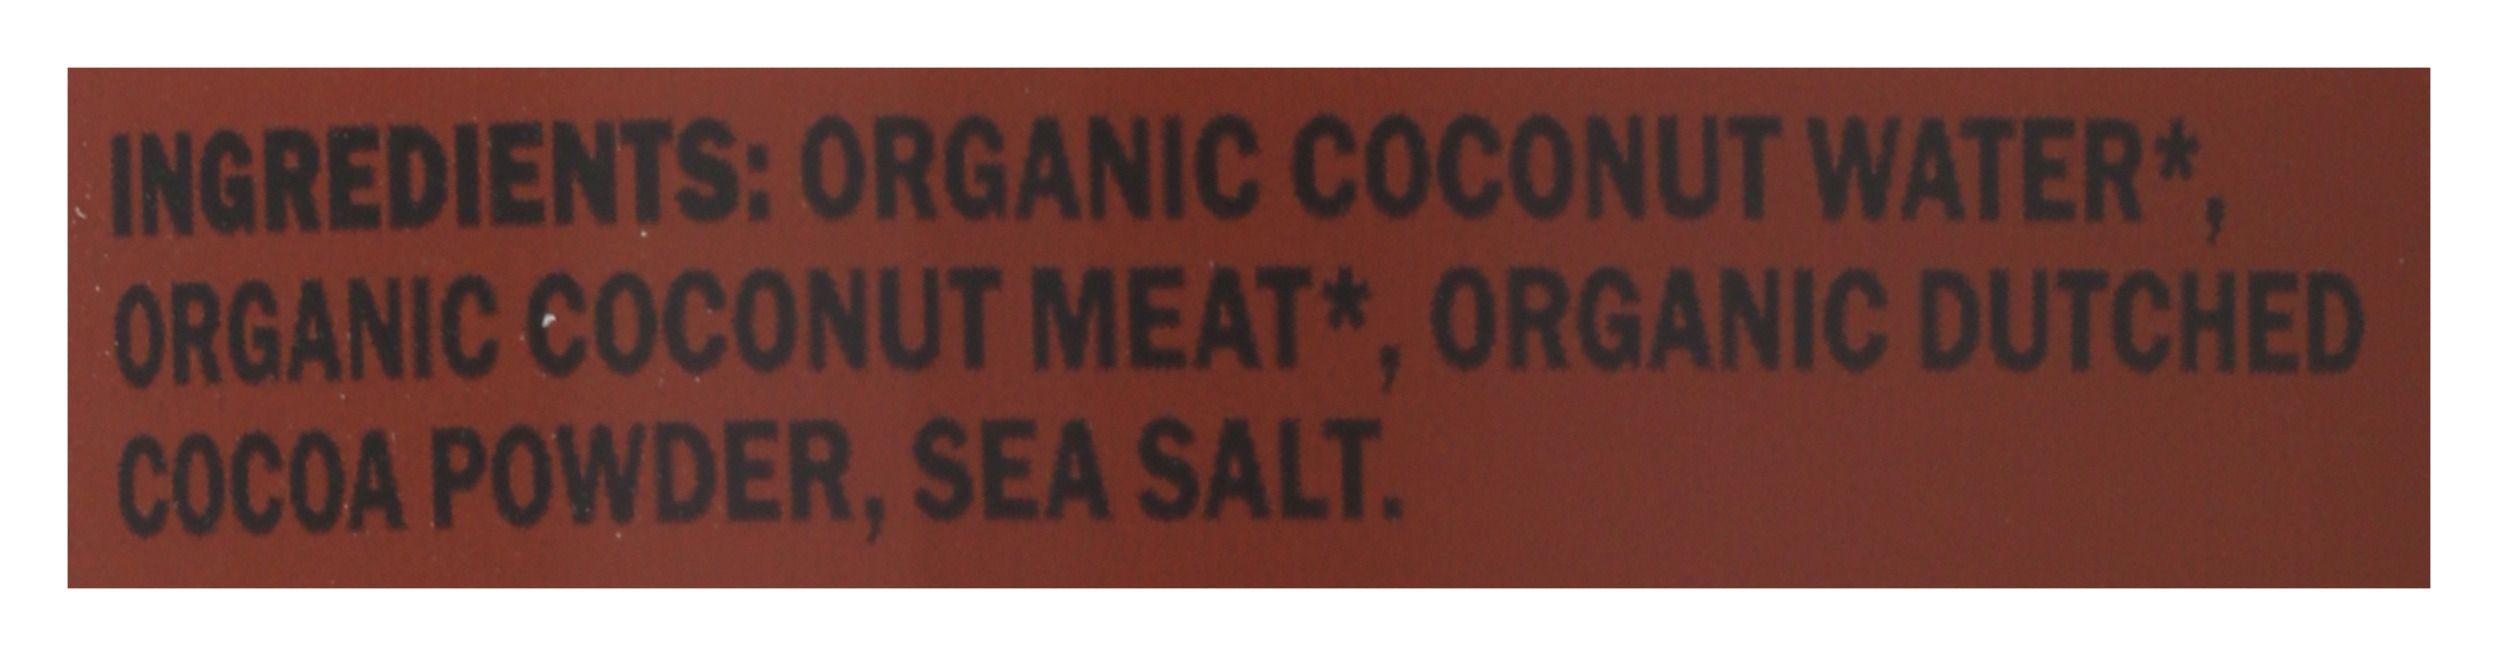 INGREDIENTS: ORGANIC COCONUT WATER*,
ORGANIC COCONUT MEAT*, ORGANIC DUTCHED
COCOA POWDER, SEA SALT.